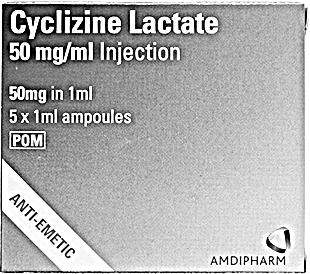 Cyclizine Lactate
50 mg/ml Injection
50mg in 1ml
5 x 1ml ampoules
POM
ANTI-EMETIC
AMDIPHARM